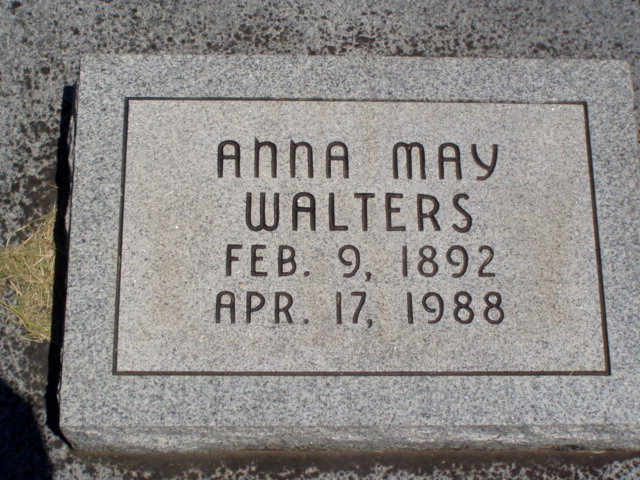 ANNA MAY
WALTERS
FEB. 9, 1892
APR. 17, 1988